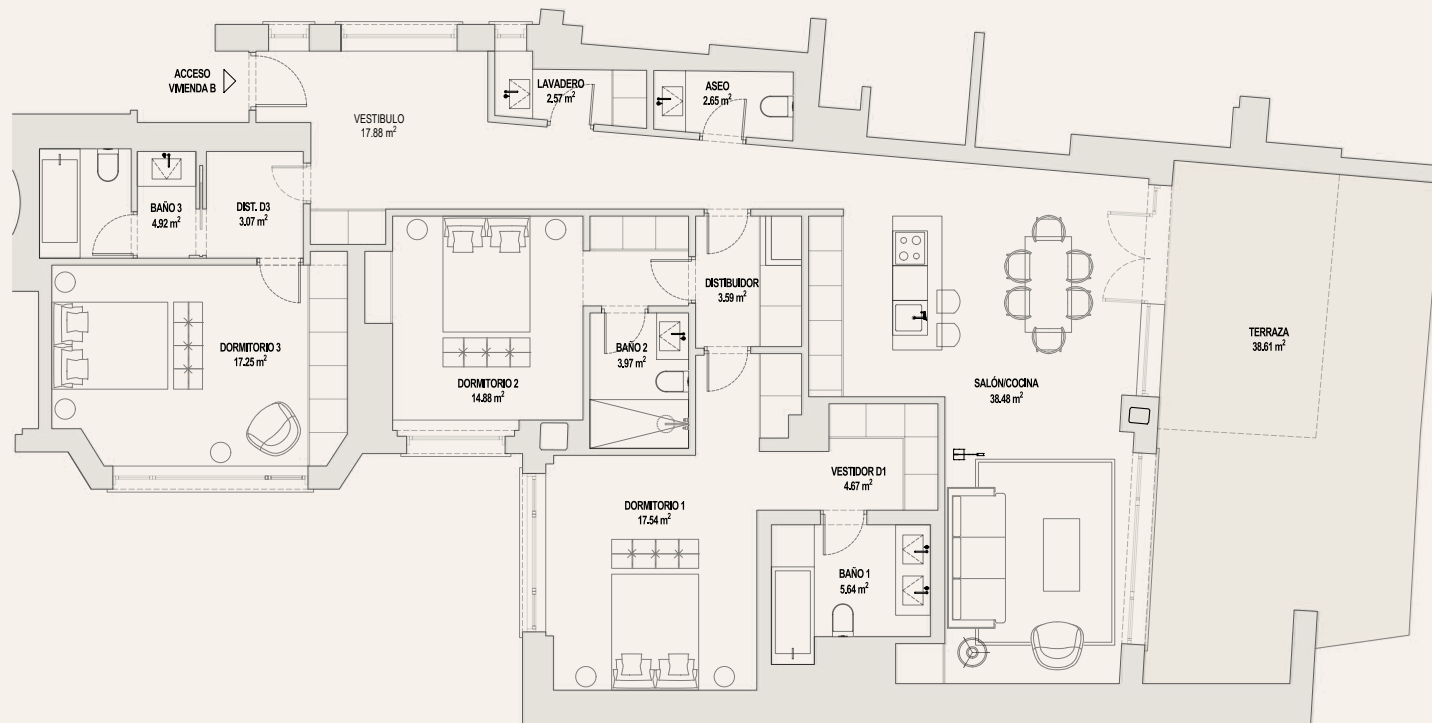 ACCESO
VIVIENDA B
VESTIBULO
17.88 m²
LAVADERO
2.57 m²
ASEO
2.65 m²
BAÑO 3
4.92 m²
DIST. D3
3.07 m²
DISTIBUIDOR
3.59 m²
TERRAZA
38.61 m²
DORMITORIO 3
17.25 m²
BAÑO 2
3.97 m²
DORMITORIO 2
14.88 m²
SALÓN/COCINA
38.48 m²
VESTIDOR D1
4.67 m²
DORMITORIO 1
17.54 m²
BAÑO 1
5.64 m²